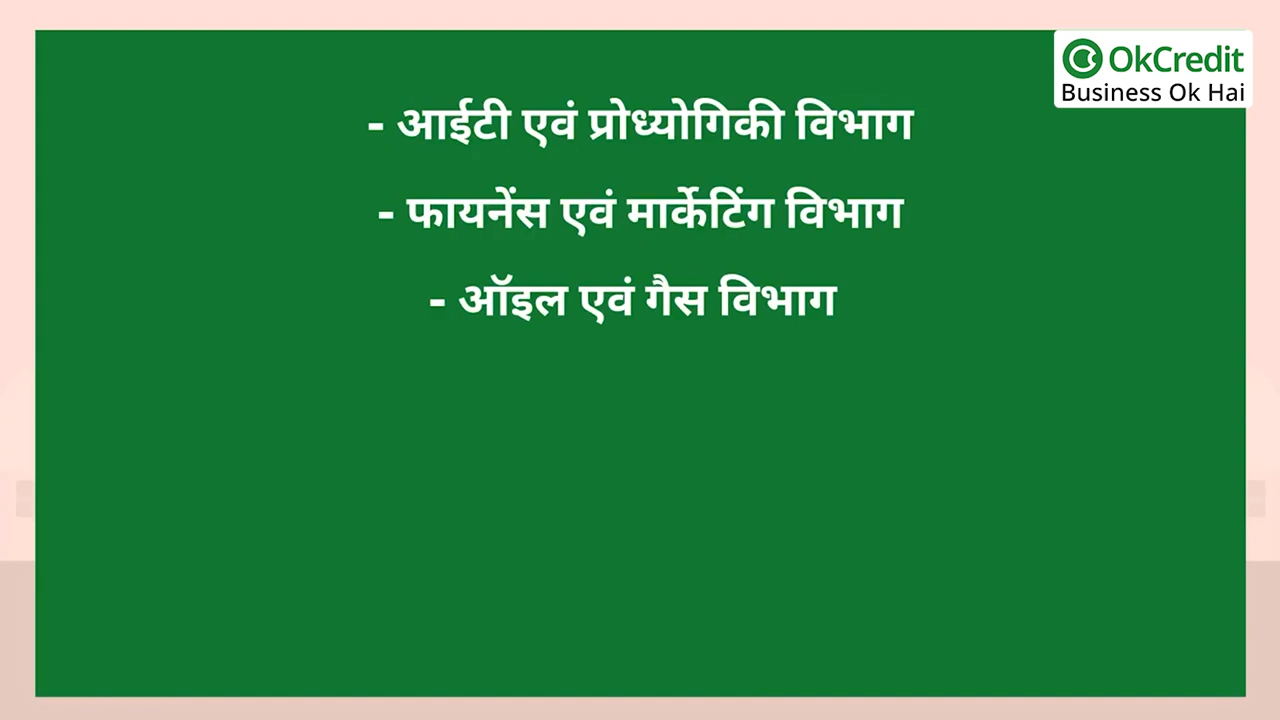 OkCredit
Business Ok Hai
- आईटी एवं प्रोध्योगिकी विभाग
- फायनेंस एवं मार्केटिंग विभाग
- ऑइल एवं गैस विभाग